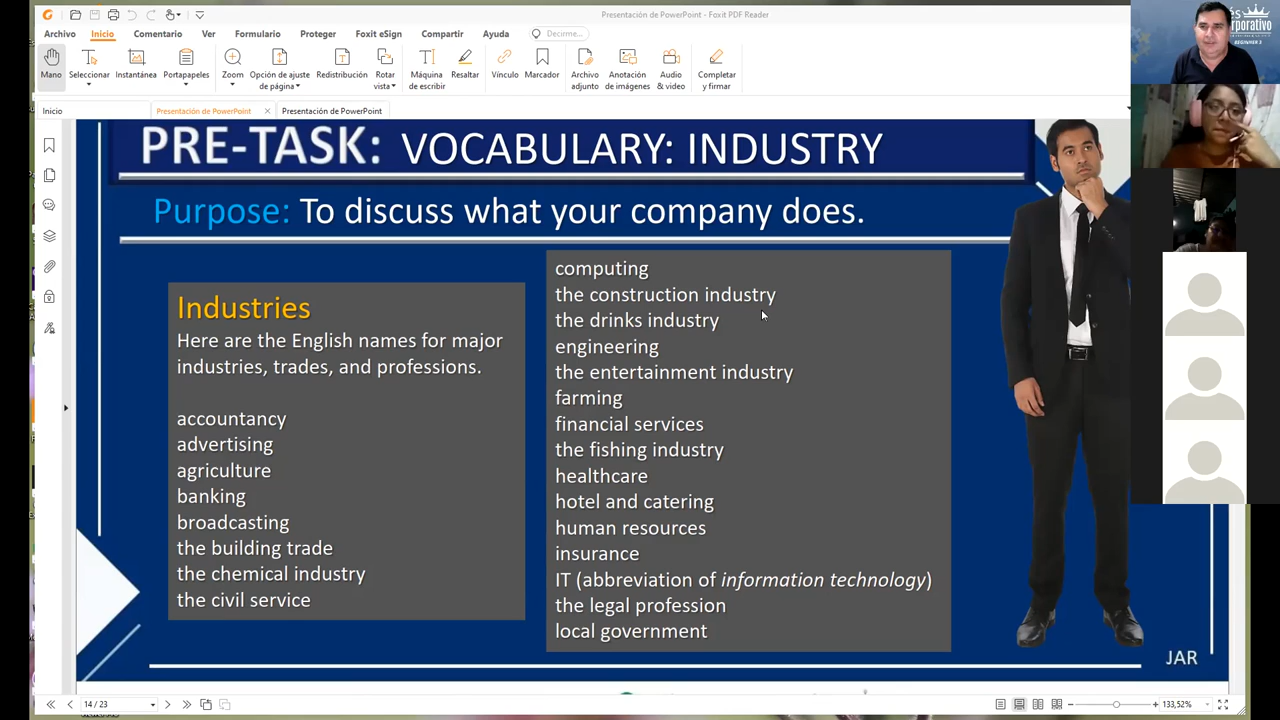 Presentación de PowerPoint - Foxit PDF Reader
Archivo Inicio Comentario Ver Formulario Proteger Foxit eSign Compartir Ayuda Decirme...
Mano Seleccionar Instantánea Portapapeles Zoom Opción de ajuste de página Redistribución Rotar vista Máquina de escribir Resaltar Vínculo Marcador Archivo adjunto Anotación de imágenes Audio & video Completar y firmar
Inicio Presentación de PowerPoint Presentación de PowerPoint
PRE-TASK: VOCABULARY: INDUSTRY
Purpose: To discuss what your company does.
Industries
Here are the English names for major
industries, trades, and professions.
accountancy
advertising
agriculture
banking
broadcasting
the building trade
the chemical industry
the civil service
computing
the construction industry
the drinks industry
engineering
the entertainment industry
farming
financial services
the fishing industry
healthcare
hotel and catering
human resources
insurance
IT (abbreviation of information technology)
the legal profession
local government
JAR
14 / 23
133,52%
BEGINNER 2